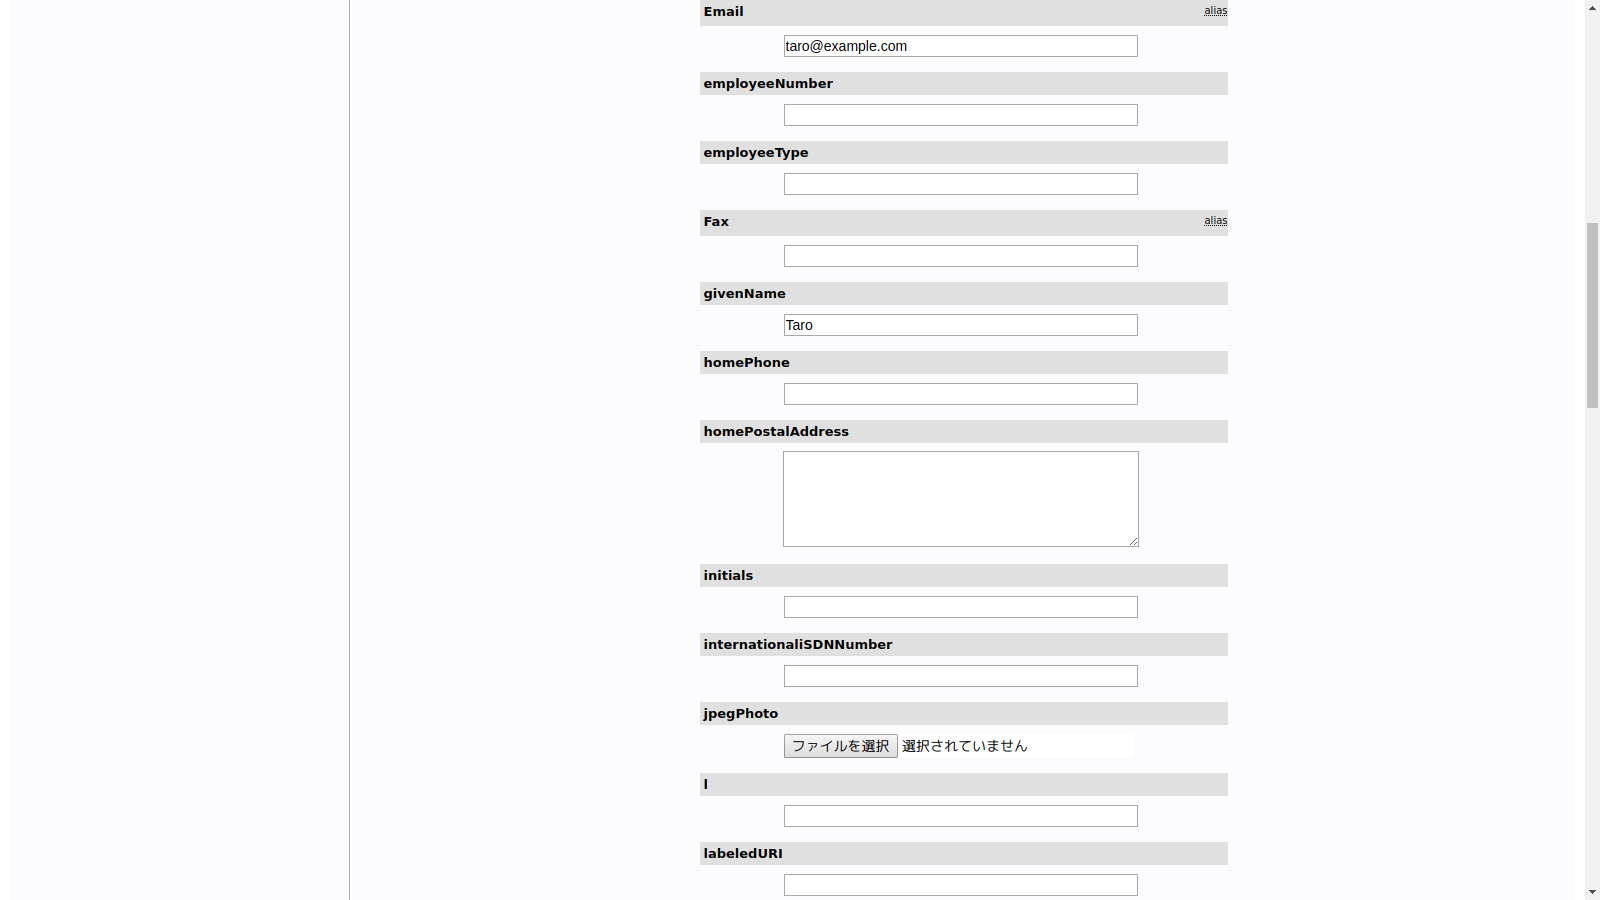 Email alias
taro@example.com
employeeNumber
employeeType
Fax alias
givenName
Taro
homePhone
homePostalAddress
initials
internationaliSDNNumber
jpegPhoto
ファイルを選択 選択されていません
l
labeledURI